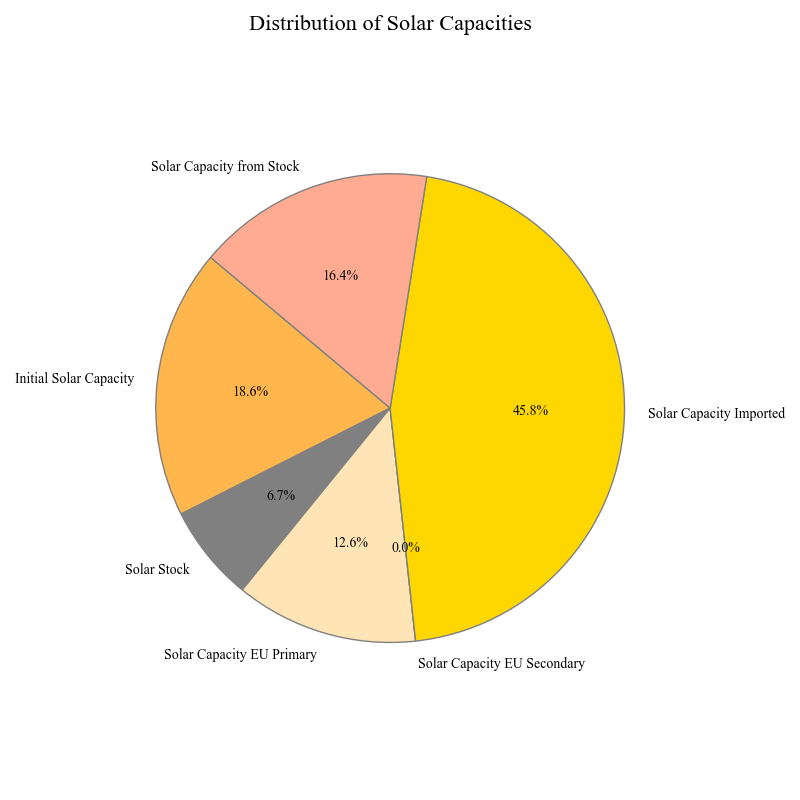 Distribution of Solar Capacities
Solar Capacity from Stock
16.4%
Initial Solar Capacity
18.6%
45.8%
Solar Capacity Imported
6.7%
Solar Stock
12.6%
0.0%
Solar Capacity EU Primary
Solar Capacity EU Secondary